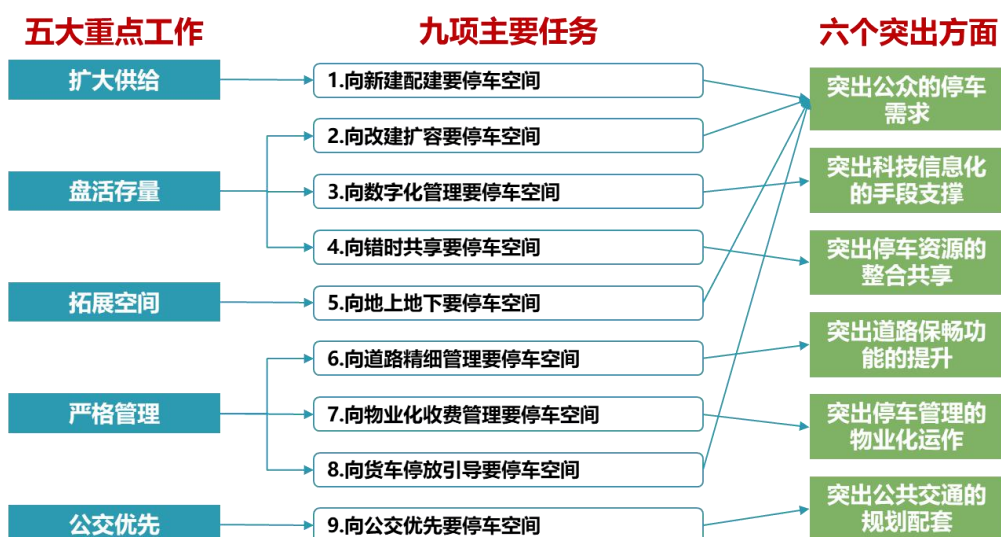 五大重点工作
九项主要任务
六个突出方面
扩大供给
盘活存量
拓展空间
严格管理
公交优先
1.向新建配建要停车空间
2.向改建扩容要停车空间
3.向数字化管理要停车空间
4.向错时共享要停车空间
5.向地上地下要停车空间
6.向道路精细管理要停车空间
7.向物业化收费管理要停车空间
8.向货车停放引导要停车空间
9.向公交优先要停车空间
突出公众的停车
需求
突出科技信息化
的手段支撑
突出停车资源的
整合共享
突出道路保畅功
能的提升
突出停车管理的
物业化运作
突出公共交通的
规划配套